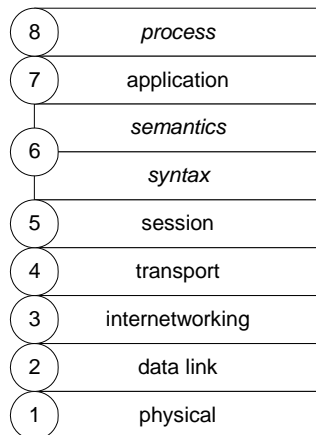 8 process
7 application
semantics
6
syntax
5 session
4 transport
3 internetworking
2 data link
1 physical